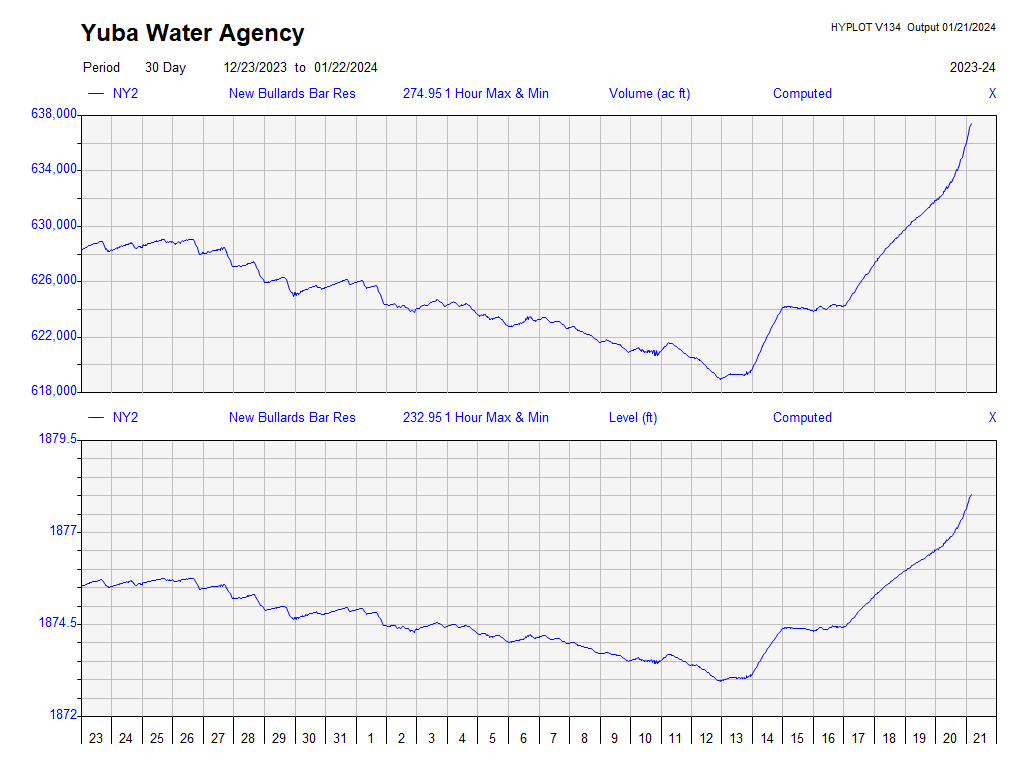 Yuba Water Agency
HYPLOT V134 Output 01/21/2024
Period 30 Day 12/23/2023 to 01/22/2024 2023-24
NY2 New Bullards Bar Res 274.95 1 Hour Max & Min Volume (ac ft) Computed X
638,000
634,000
630,000
626,000
622,000
618,000
NY2 New Bullards Bar Res 232.95 1 Hour Max & Min Level (ft) Computed X
1879.5
1877
1874.5
1872
23 24 25 26 27 28 29 30 31 1 2 3 4 5 6 7 8 9 10 11 12 13 14 15 16 17 18 19 20 21